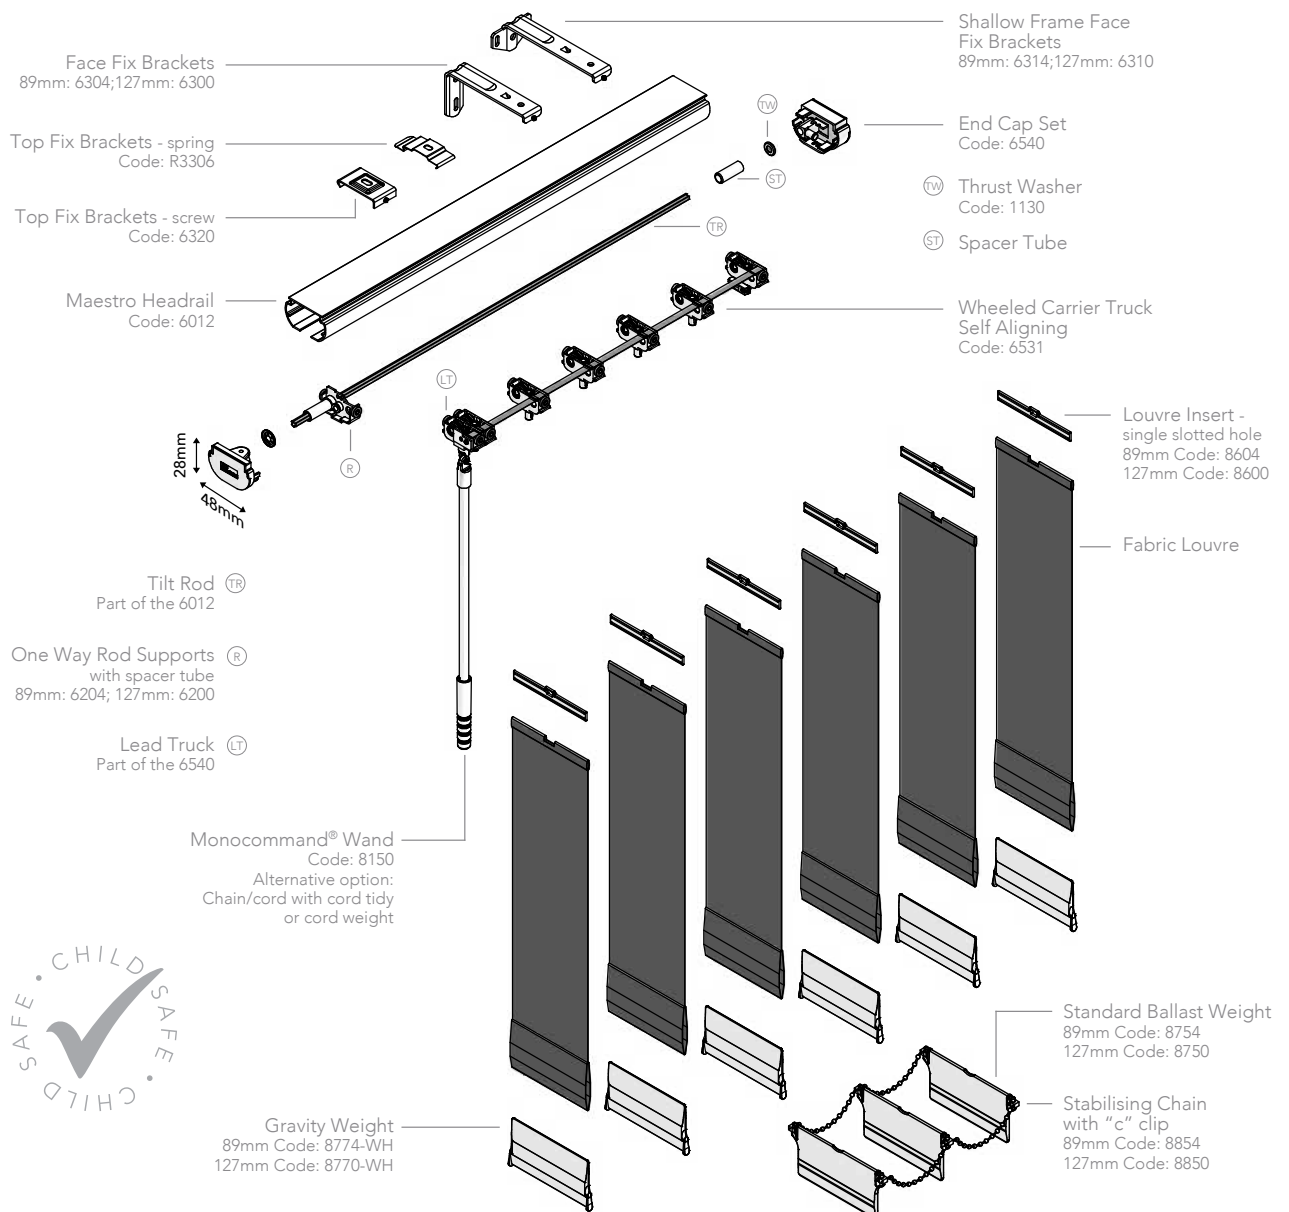 Shallow Frame Face
Fix Brackets
89mm: 6314;127mm: 6310
Face Fix Brackets
89mm: 6304;127mm: 6300
TW
End Cap Set
Code: 6540
Top Fix Brackets - spring
Code: R3306
ST
TW Thrust Washer
Code: 1130
Top Fix Brackets - screw
Code: 6320
TR
ST Spacer Tube
Maestro Headrail
Code: 6012
Wheeled Carrier Truck
Self Aligning
Code: 6531
LT
Louvre Insert -
single slotted hole
89mm Code: 8604
127mm Code: 8600
28mm
R
48mm
Fabric Louvre
Tilt Rod TR
Part of the 6012
One Way Rod Supports R
with spacer tube
89mm: 6204; 127mm: 6200
Lead Truck LT
Part of the 6540
Monocommand® Wand
Code: 8150
Alternative option:
Chain/cord with cord tidy
or cord weight
CHILD SAFE • CHILD SAFE •
Standard Ballast Weight
89mm Code: 8754
127mm Code: 8750
Stabilising Chain
with “c” clip
89mm Code: 8854
127mm Code: 8850
Gravity Weight
89mm Code: 8774-WH
127mm Code: 8770-WH